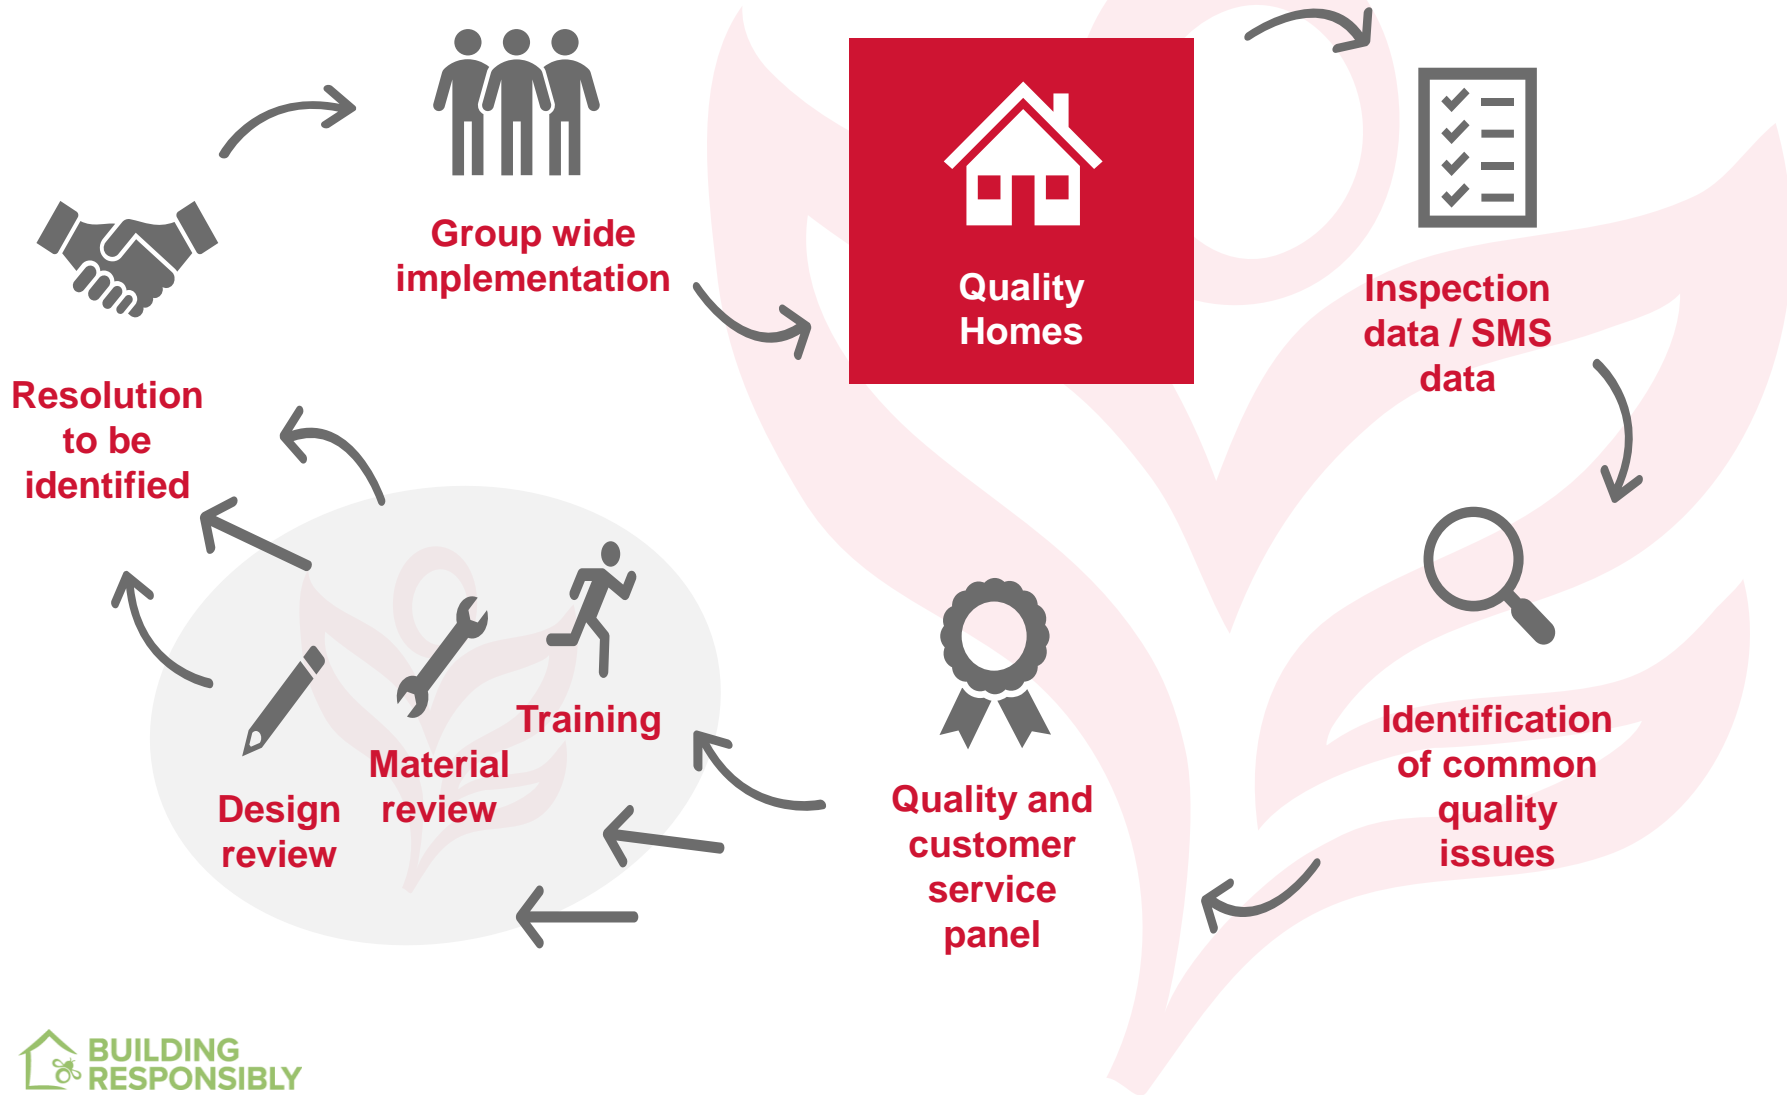 Group wide
implementation
Quality
Homes
Inspection
data / SMS
data
Resolution
to be
identified
Training
Material
review
Design
review
Quality and
customer
service
panel
Identification
of common
quality
issues
BUILDING
RESPONSIBLY